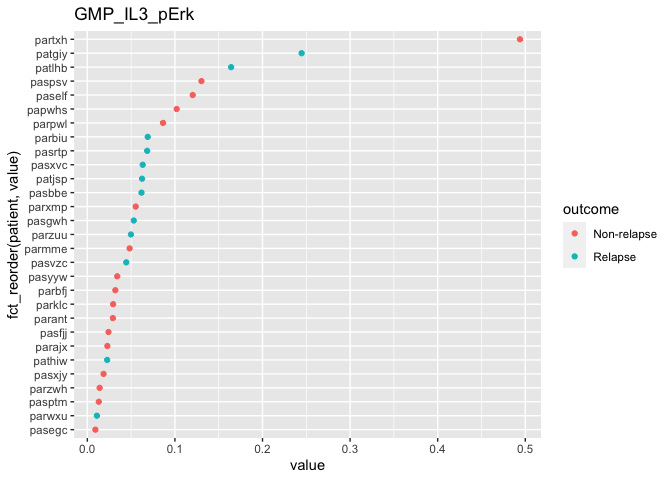 GMP_IL3_pErk
fct_reorder(patient, value)
partxh
patgiy
patlhb
paspsv
paself
papwhs
parpwl
parbiu
pasrtp
pasxvc
patjsp
pasbbe
parxmp
pasgwh
parzuu
parmme
pasvzc
pasyyw
parbfj
parklc
parant
pasfjj
parajx
pathiw
pasxjy
parzwh
pasptm
parwxu
pasegc
0.0 0.1 0.2 0.3 0.4 0.5
value
outcome
Non-relapse
Relapse